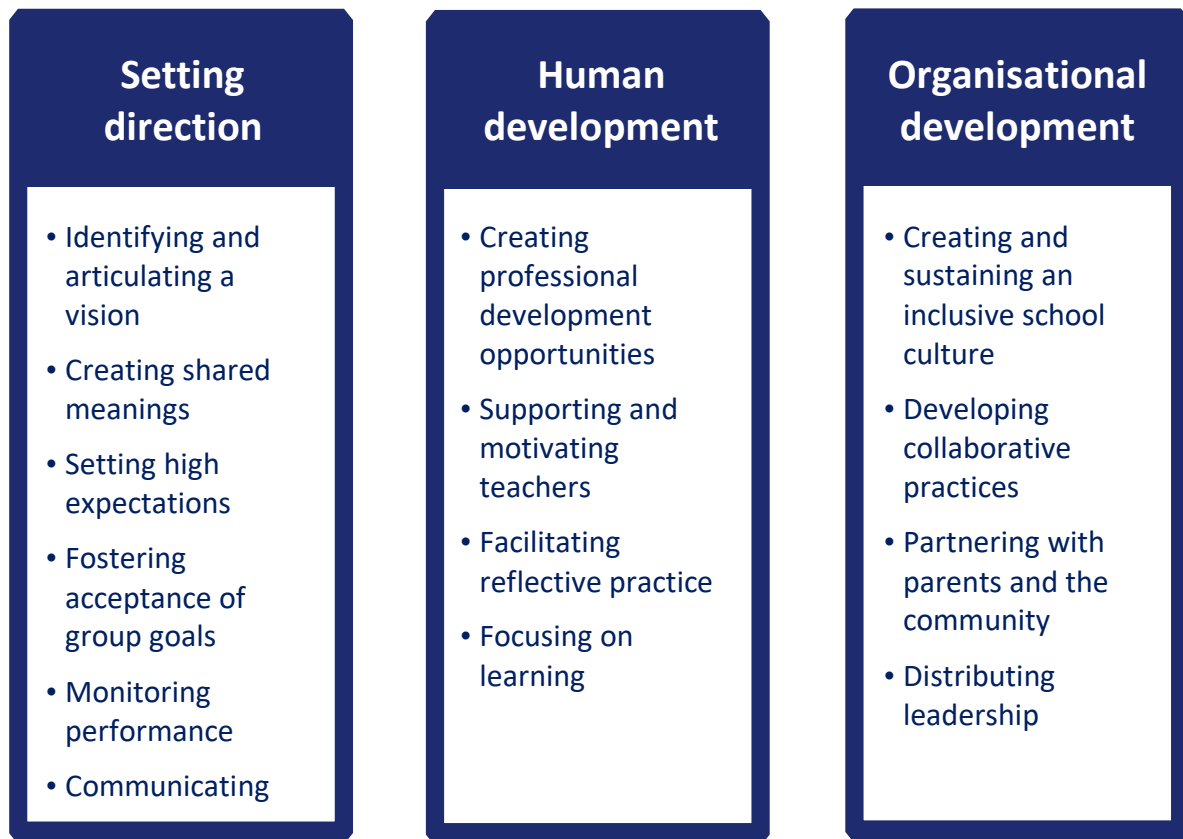 Setting
direction
• Identifying and
articulating a
vision
• Creating shared
meanings
• Setting high
expectations
• Fostering
acceptance of
group goals
• Monitoring
performance
• Communicating
Human
development
• Creating
professional
development
opportunities
• Supporting and
motivating
teachers
• Facilitating
reflective practice
• Focusing on
learning
Organisational
development
• Creating and
sustaining an
inclusive school
culture
• Developing
collaborative
practices
• Partnering with
parents and the
community
• Distributing
leadership